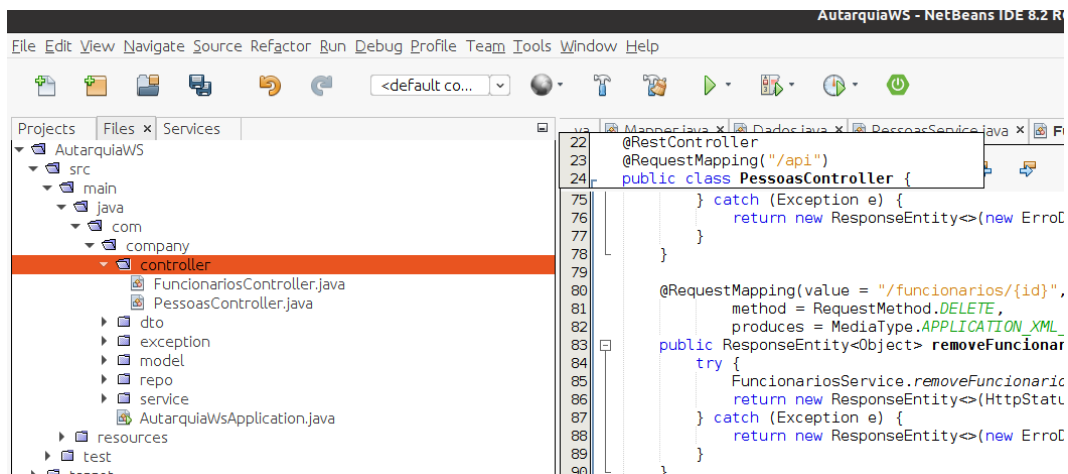 AutarquiaWS - NetBeans IDE 8.2 R
File Edit View Navigate Source Refactor Run Debug Profile Team Tools Window Help
<default co...
Projects Files × Services
va Mapper.java × Dados.java × PessoasService.java × F
AutarquiaWS
src
main
java
com
company
controller
FuncionariosController.java
PessoasController.java
dto
exception
model
repo
service
AutarquiaWsApplication.java
resources
test
22 @RestController
23 @RequestMapping("/api")
24 public class PessoasController {
75 } catch (Exception e) {
76 return new ResponseEntity<>(new ErroD
77 }
78 }
79
80 @RequestMapping(value = "/funcionarios/{id}",
81 method = RequestMethod.DELETE,
82 produces = MediaType.APPLICATION_XML_
83 public ResponseEntity<Object> removeFuncionar
84 try {
85 FuncionariosService.removeFuncionario
86 return new ResponseEntity<>(HttpStatu
87 } catch (Exception e) {
88 return new ResponseEntity<>(new ErroD
89 }
90 }